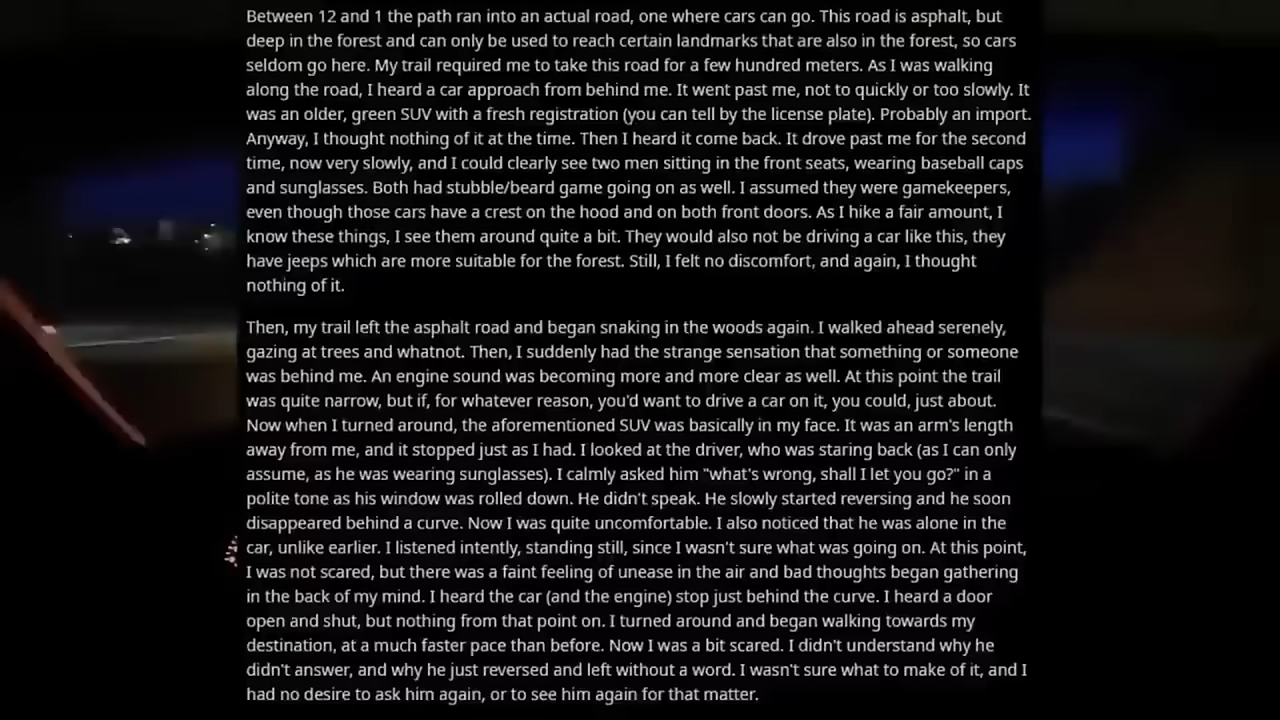 Between 12 and 1 the path ran into an actual road, one where cars can go. This road is asphalt, but
deep in the forest and can only be used to reach certain landmarks that are also in the forest, so cars
seldom go here. My trail required me to take this road for a few hundred meters. As I was walking
along the road, I heard a car approach from behind me. It went past me, not to quickly or too slowly. It
was an older, green SUV with a fresh registration (you can tell by the license plate). Probably an import.
Anyway, I thought nothing of it at the time. Then I heard it come back. It drove past me for the second
time, now very slowly, and I could clearly see two men sitting in the front seats, wearing baseball caps
and sunglasses. Both had stubble/beard game going on as well. I assumed they were gamekeepers,
even though those cars have a crest on the hood and on both front doors. As I hike a fair amount, I
know these things, I see them around quite a bit. They would also not be driving a car like this, they
have jeeps which are more suitable for the forest. Still, I felt no discomfort, and again, I thought
nothing of it.
Then, my trail left the asphalt road and began snaking in the woods again. I walked ahead serenely,
gazing at trees and whatnot. Then, I suddenly had the strange sensation that something or someone
was behind me. An engine sound was becoming more and more clear as well. At this point the trail
was quite narrow, but if, for whatever reason, you'd want to drive a car on it, you could, just about.
Now when I turned around, the aforementioned SUV was basically in my face. It was an arm's length
away from me, and it stopped just as I had. I looked at the driver, who was staring back (as I can only
assume, as he was wearing sunglasses). I calmly asked him "what's wrong, shall I let you go?" in a
polite tone as his window was rolled down. He didn't speak. He slowly started reversing and he soon
disappeared behind a curve. Now I was quite uncomfortable. I also noticed that he was alone in the
car, unlike earlier. I listened intently, standing still, since I wasn't sure what was going on. At this point,
I was not scared, but there was a faint feeling of unease in the air and bad thoughts began gathering
in the back of my mind. I heard the car (and the engine) stop just behind the curve. I heard a door
open and shut, but nothing from that point on. I turned around and began walking towards my
destination, at a much faster pace than before. Now I was a bit scared. I didn't understand why he
didn't answer, and why he just reversed and left without a word. I wasn't sure what to make of it, and I
had no desire to ask him again, or to see him again for that matter.